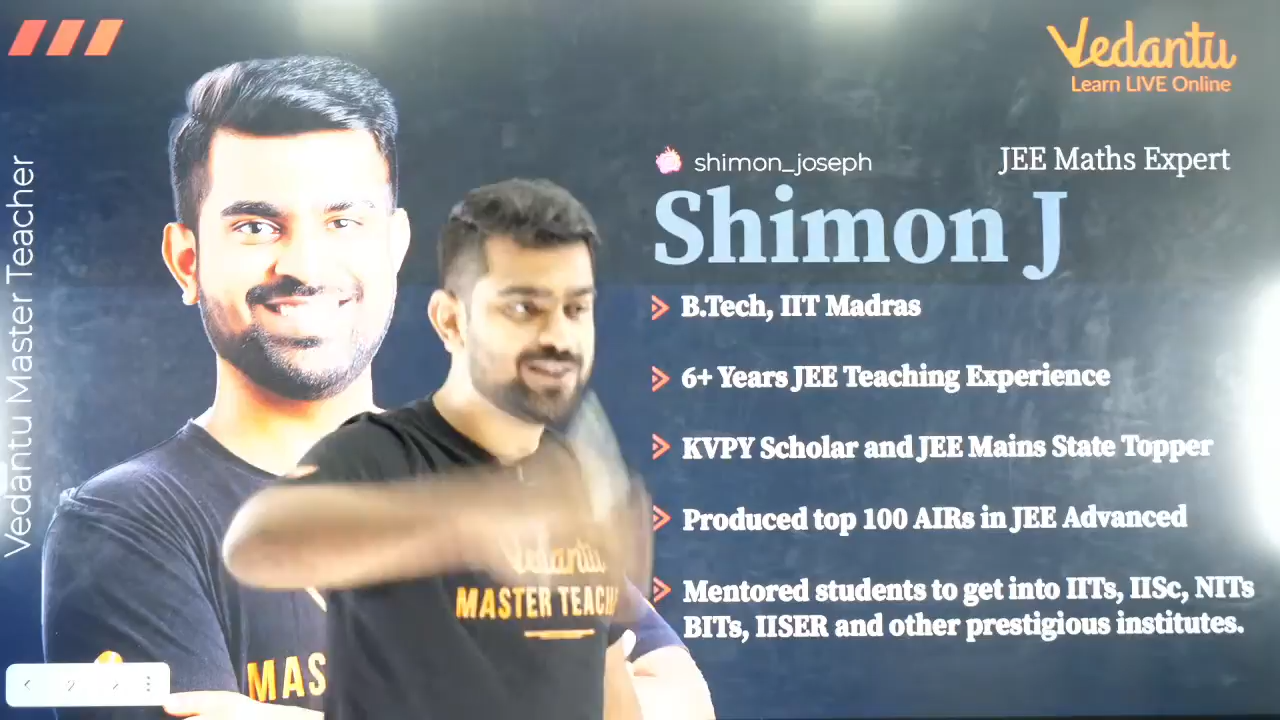 Vedantu
Learn LIVE Online
Vedantu Master Teacher
shimon_joseph
JEE Maths Expert
Shimon J
B.Tech, IIT Madras
6+ Years JEE Teaching Experience
KVPY Scholar and JEE Mains State Topper
Produced top 100 AIRs in JEE Advanced
Mentored students to get into IITs, IISc, NITs
BITs, IISER and other prestigious institutes.
Vedantu
MASTER
MAS
2